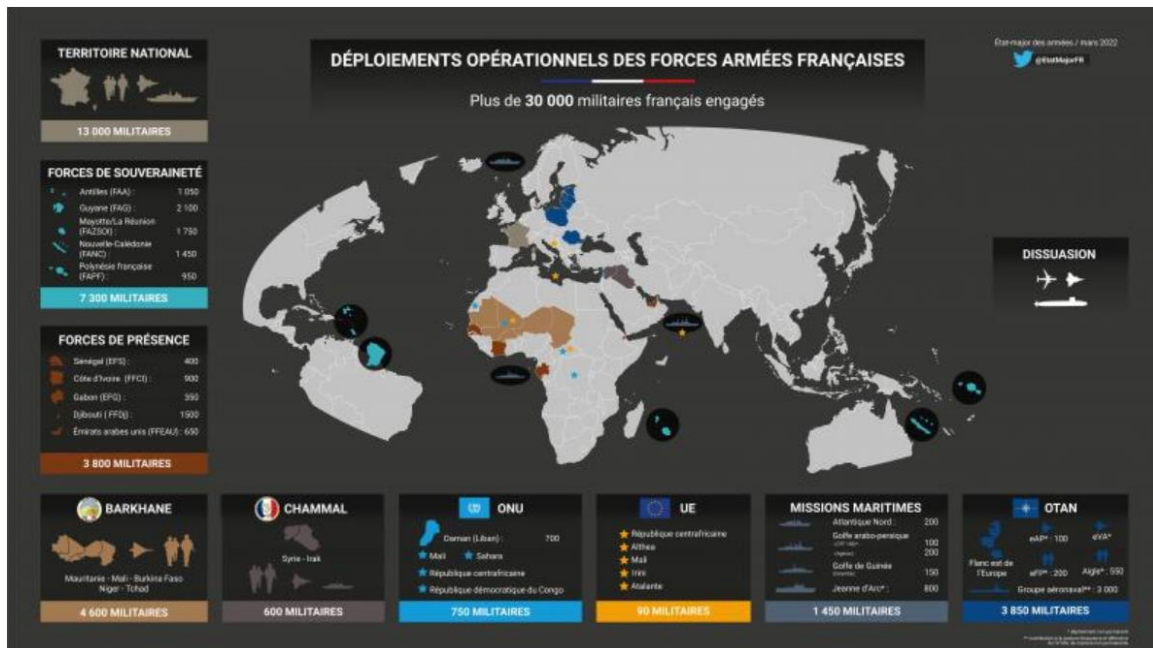 État-major des armées / mars 2022
@EtatMajorFR
DÉPLOIEMENTS OPÉRATIONNELS DES FORCES ARMÉES FRANÇAISES
Plus de 30 000 militaires français engagés
TERRITOIRE NATIONAL
13 000 MILITAIRES
FORCES DE SOUVERAINETÉ
Antilles (FAA) : 1 050
Guyane (FAG) : 2 100
Mayotte/La Réunion
(FAZSOI) : 1 750
Nouvelle-Calédonie
(FANC) : 1 450
Polynésie française
(FAPF) : 950
7 300 MILITAIRES
FORCES DE PRÉSENCE
Sénégal (EFS) 400
Côte d'Ivoire (FFCI) 900
Gabon (EFG) : 350
Djibouti ( FFDj) : 1500
Émirats arabes unis (FFEAU) : 650
3 800 MILITAIRES
DISSUASION
BARKHANE
Mauritanie - Mali - Burkina Faso
Niger - Tchad
4 600 MILITAIRES
CHAMMAL
Syrie - Irak
600 MILITAIRES
ONU
Daman (Liban) : 700
Mali Sahara
République centrafricaine
République démocratique du Congo
750 MILITAIRES
UE
République centrafricaine
Althea
Mali
Irini
Atalante
90 MILITAIRES
MISSIONS MARITIMES
Atlantique Nord : 200
Golfe arabo-persique
100
200
Golfe de Guinée
150
Jeanne d'Arc* : 800
1 450 MILITAIRES
OTAN
eAP* : 100 eVA*
Flanc est de
l'Europe
eFP* : 200 Aigle* : 550
Groupe aéronaval** : 3 000
3 850 MILITAIRES